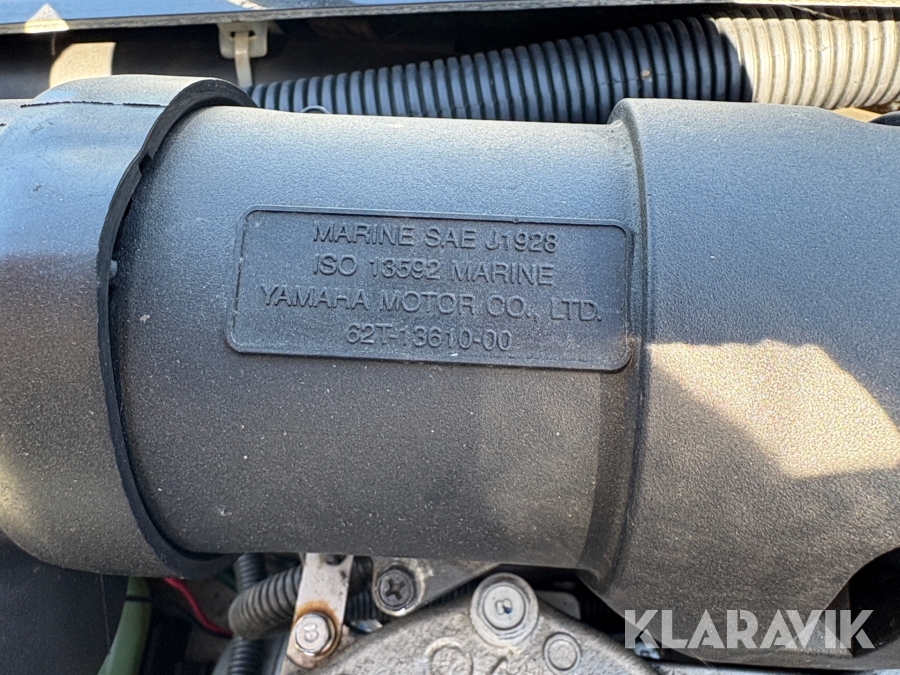 MARINE SAE J1928
ISO 13592 MARINE
YAMAHA MOTOR CO., LTD.
62T-13610-00
KLARAVIK